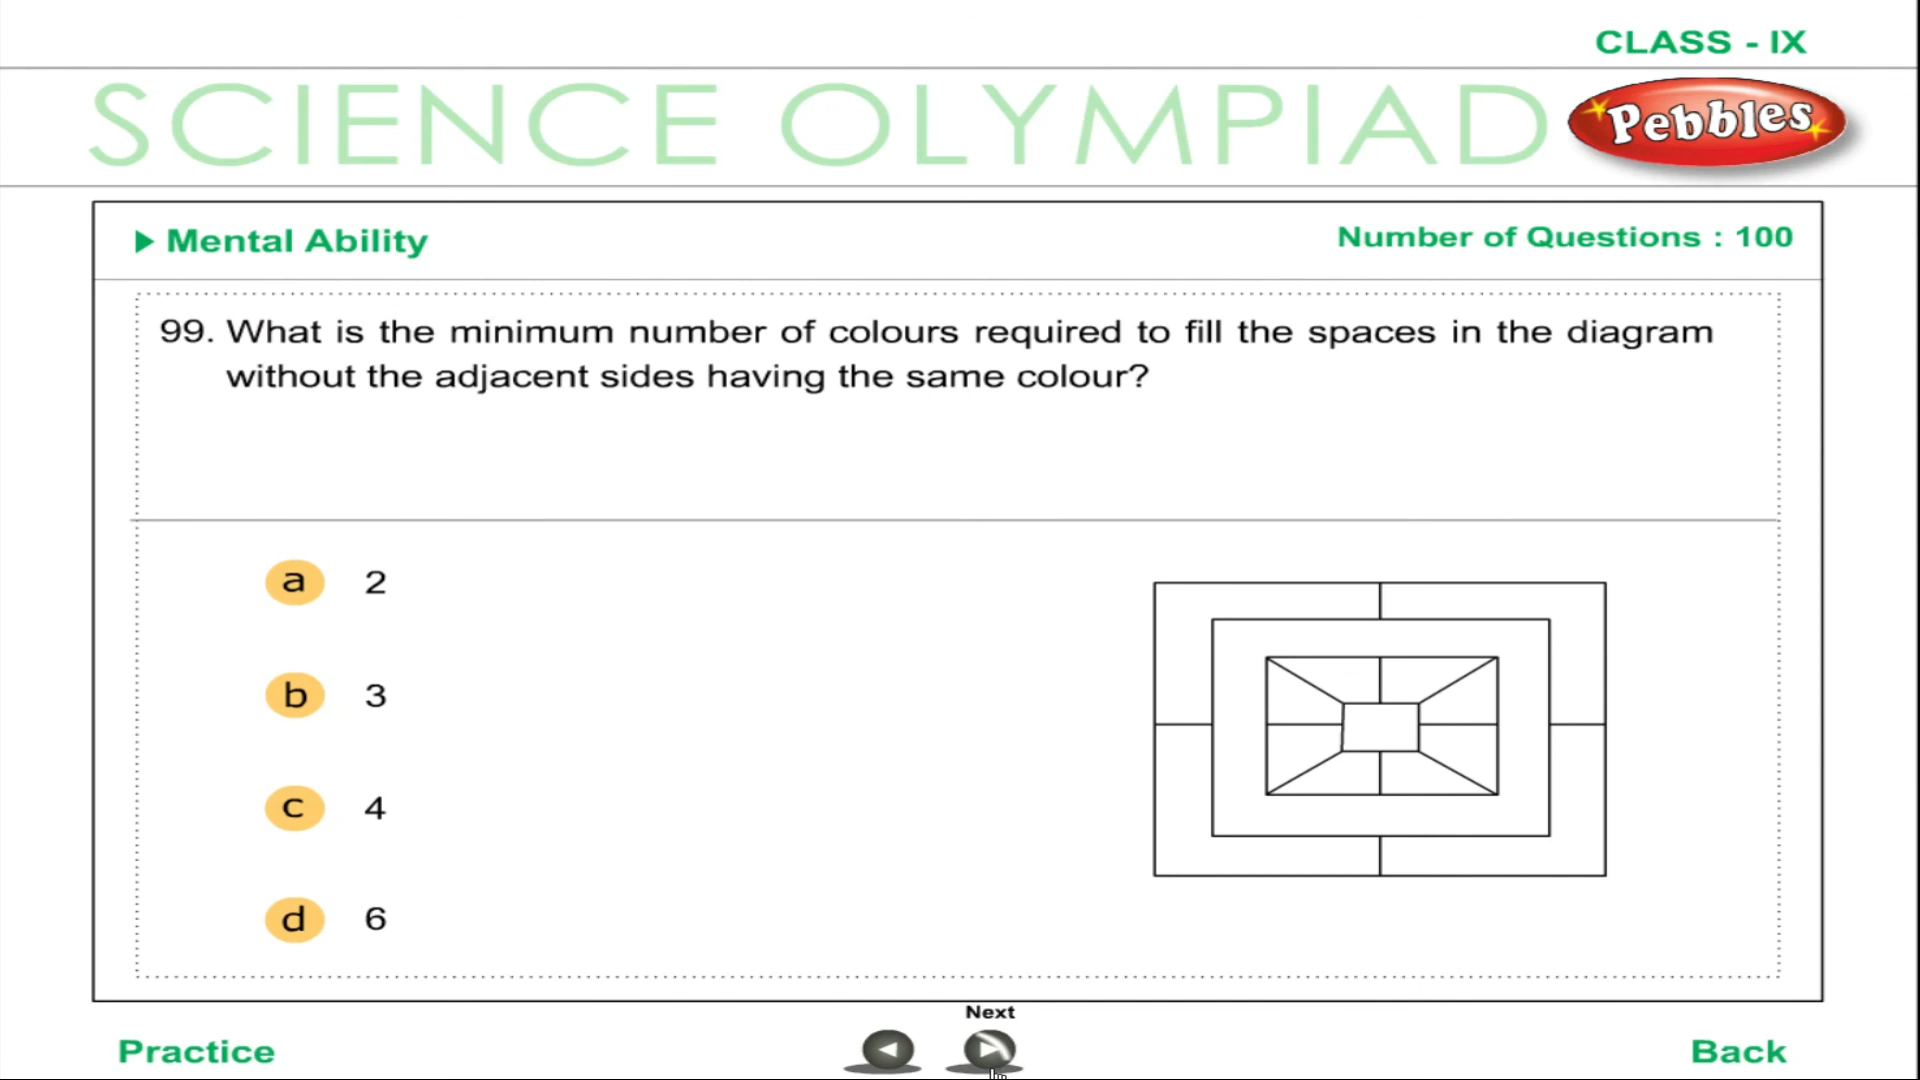 CLASS - IX
SCIENCE OLYMPIAD
Pebbles
Mental Ability
Number of Questions : 100
99. What is the minimum number of colours required to fill the spaces in the diagram
without the adjacent sides having the same colour?
a 2
b 3
c 4
d 6
Next
Practice
Back